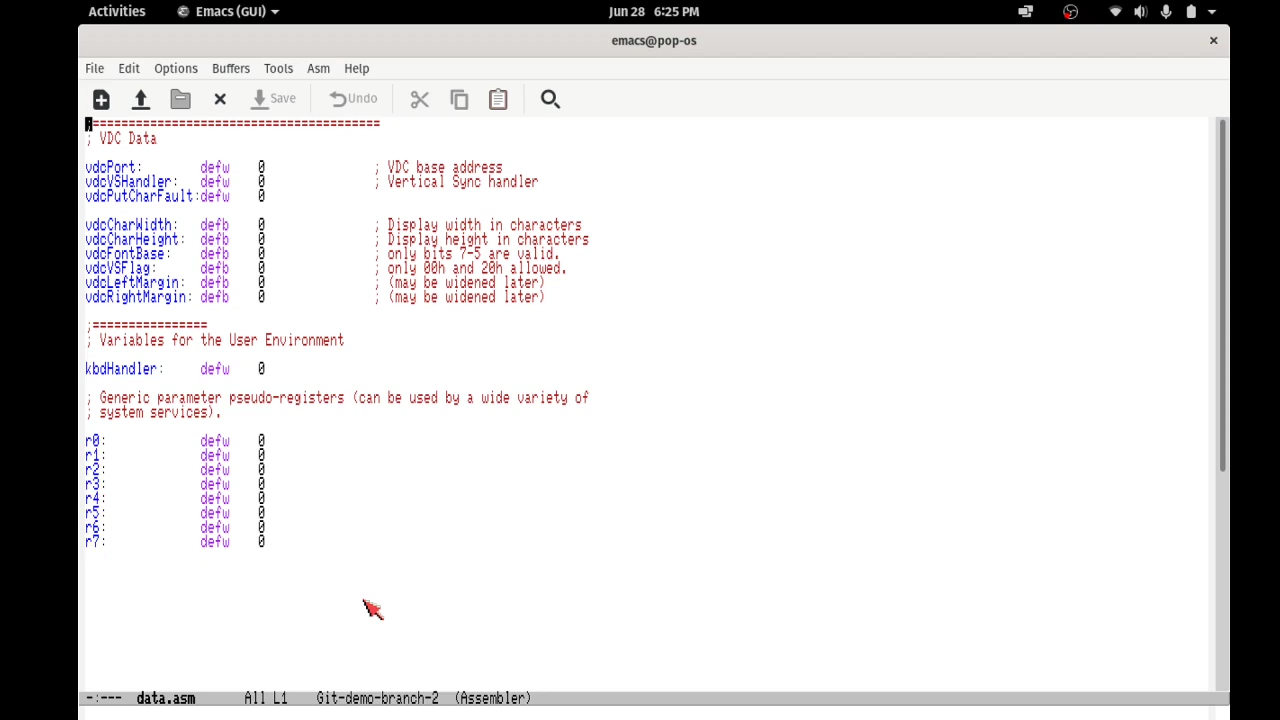 Activities Emacs (GUI) Jun 28 6:25 PM
emacs@pop-os
File Edit Options Buffers Tools Asm Help
Save Undo
;========================================
; VDC Data
vdcPort: defw 0 ; VDC base address
vdcVSHandler: defw 0 ; Vertical Sync handler
vdcPutCharFault:defw 0
vdcCharWidth: defb 0 ; Display width in characters
vdcCharHeight: defb 0 ; Display height in characters
vdcFontBase: defb 0 ; only bits 7-5 are valid.
vdcVSFlag: defb 0 ; only 00h and 20h allowed.
vdcLeftMargin: defb 0 ; (may be widened later)
vdcRightMargin: defb 0 ; (may be widened later)
;================
; Variables for the User Environment
kbdHandler: defw 0
; Generic parameter pseudo-registers (can be used by a wide variety of
; system services).
r0: defw 0
r1: defw 0
r2: defw 0
r3: defw 0
r4: defw 0
r5: defw 0
r6: defw 0
r7: defw 0
-:--- data.asm All L1 Git-demo-branch-2 (Assembler)